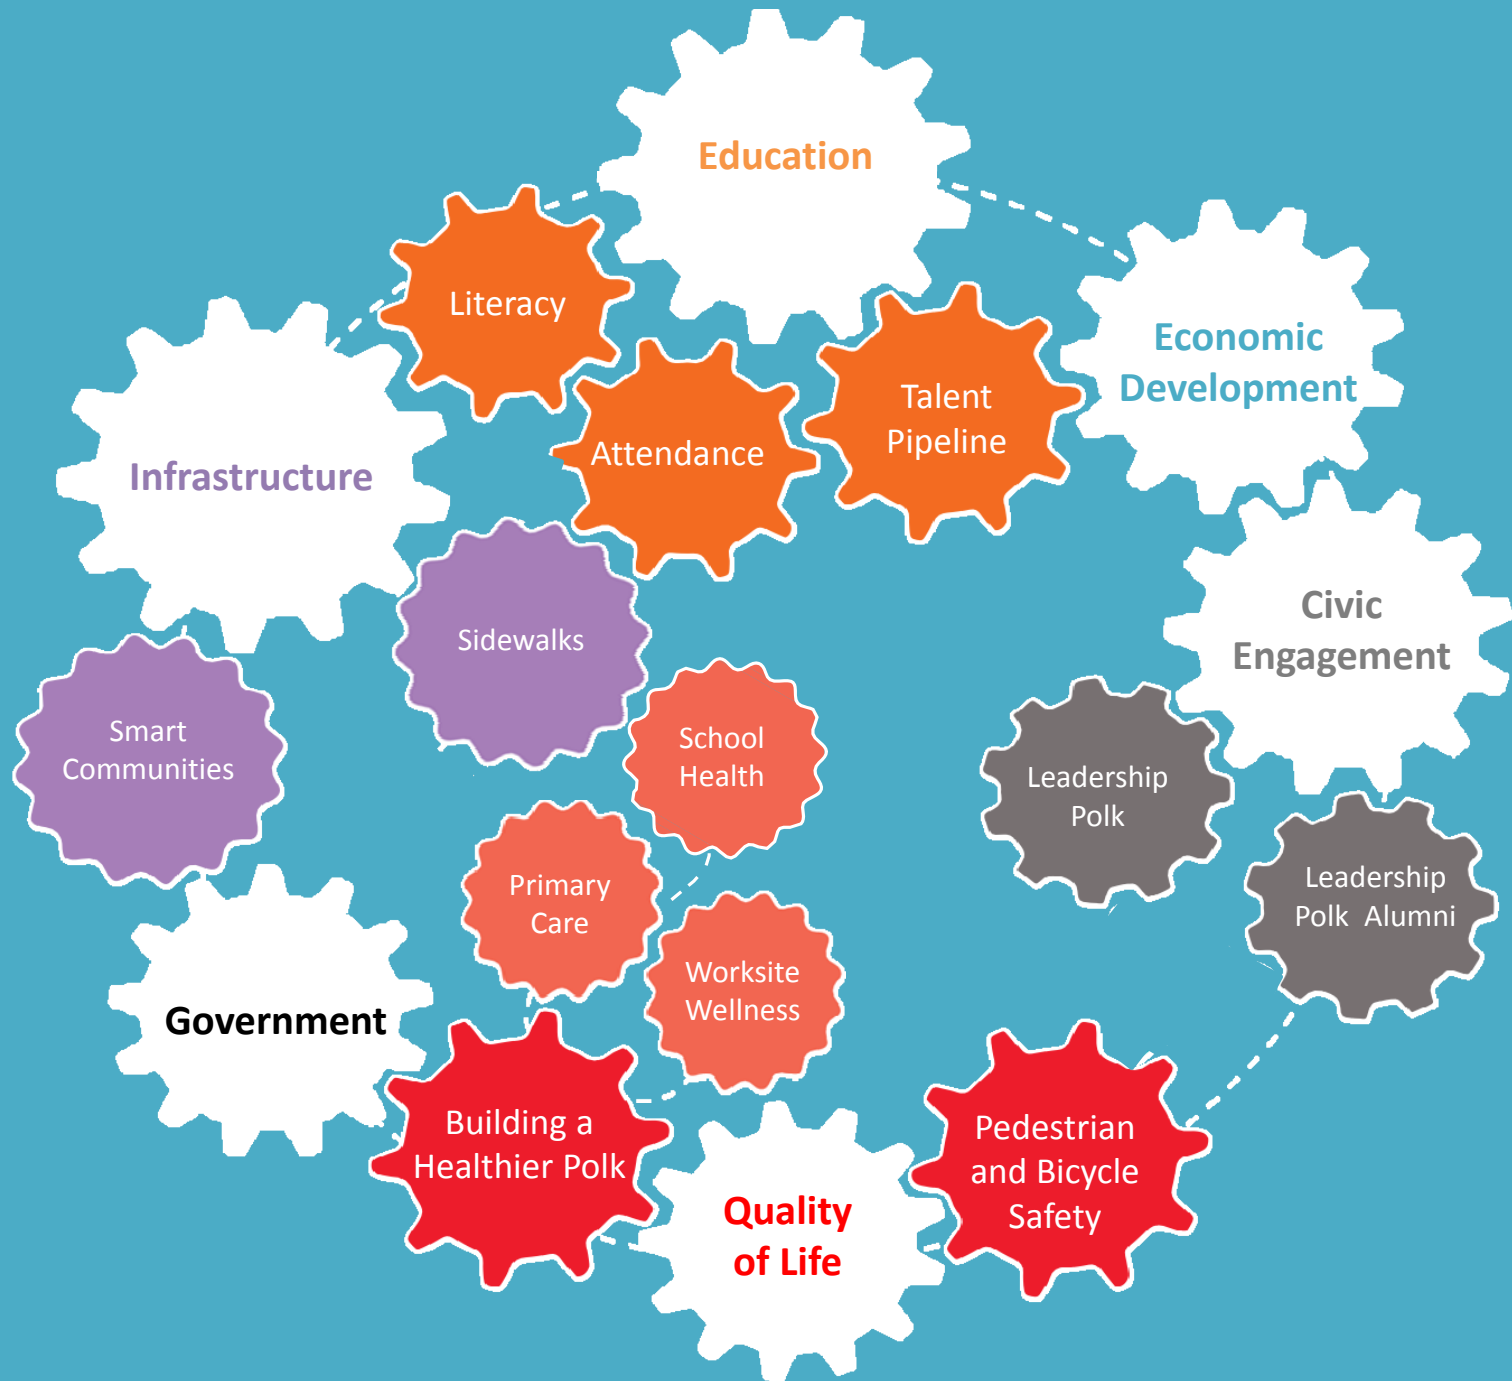 Education
Literacy
Economic
Development
Talent
Pipeline
Attendance
Infrastructure
Civic
Engagement
Sidewalks
Smart
Communities
School
Health
Leadership
Polk
Primary
Care
Leadership
Polk Alumni
Worksite
Wellness
Government
Building a
Healthier Polk
Pedestrian
and Bicycle
Safety
Quality
of Life